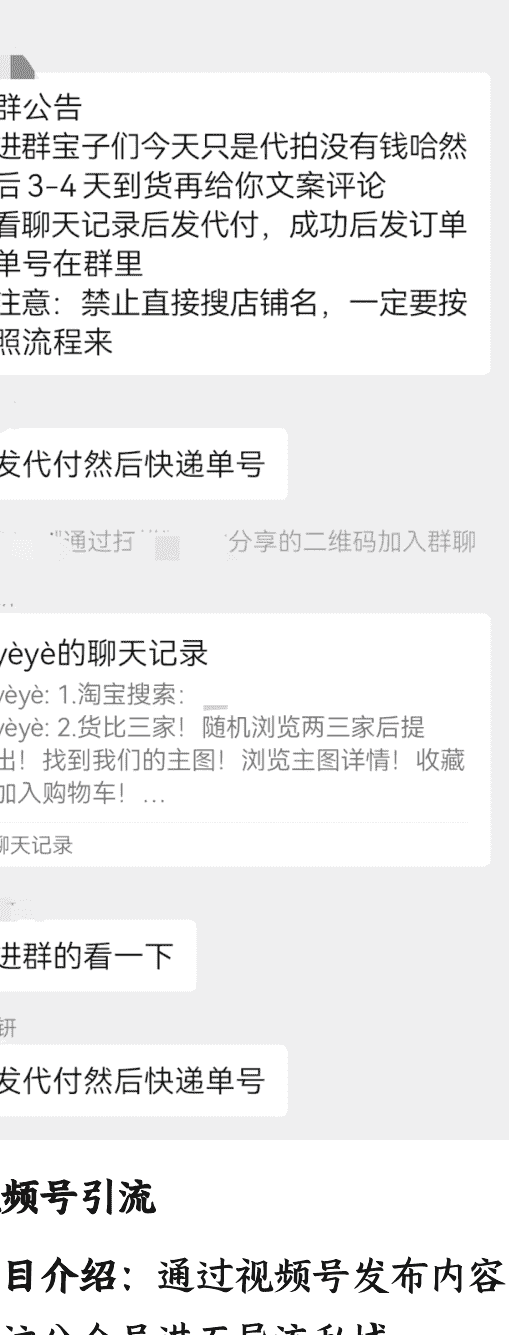 群公告
进群宝子们今天只是代拍没有钱哈然
后3-4天到货再给你文案评论
看聊天记录后发代付，成功后发订单
单号在群里
注意：禁止直接搜店铺名，一定要按
照流程来
发代付然后快递单号
"通过扫 分享的二维码加入群聊
yèyè的聊天记录
yèyè: 1.淘宝搜索：
yèyè: 2.货比三家！随机浏览两三家后提
出！找到我们的主图！浏览主图详情！收藏
加入购物车！...
聊天记录
进群的看一下
钘
发代付然后快递单号
频号引流
目介绍：通过视频号发布内容